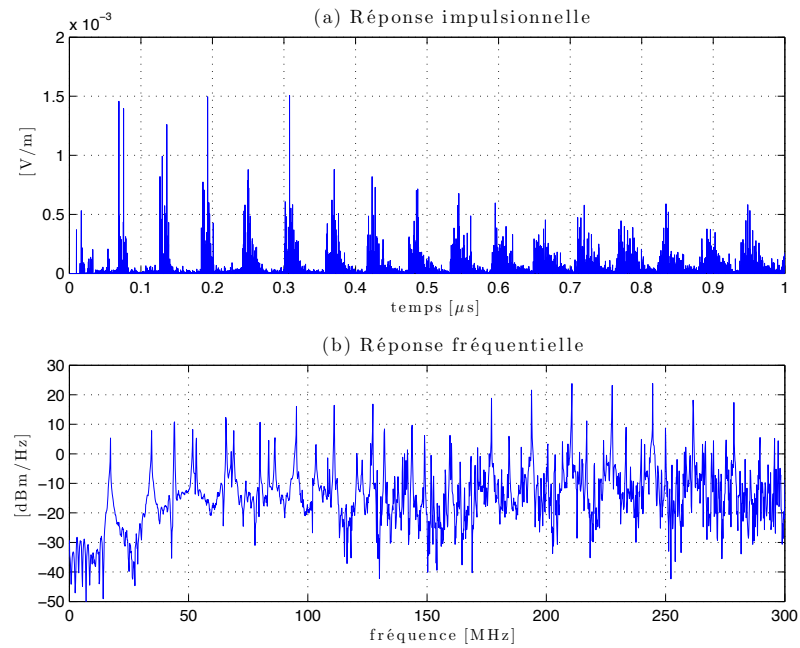 (a) Réponse impulsionnelle
x 10⁻³
2
1.5
1
0.5
0
[V/m]
0 0.1 0.2 0.3 0.4 0.5 0.6 0.7 0.8 0.9 1
temps [μs]
(b) Réponse fréquentielle
30
20
10
0
−10
−20
−30
−40
−50
[dBm/Hz]
0 50 100 150 200 250 300
fréquence [MHz]